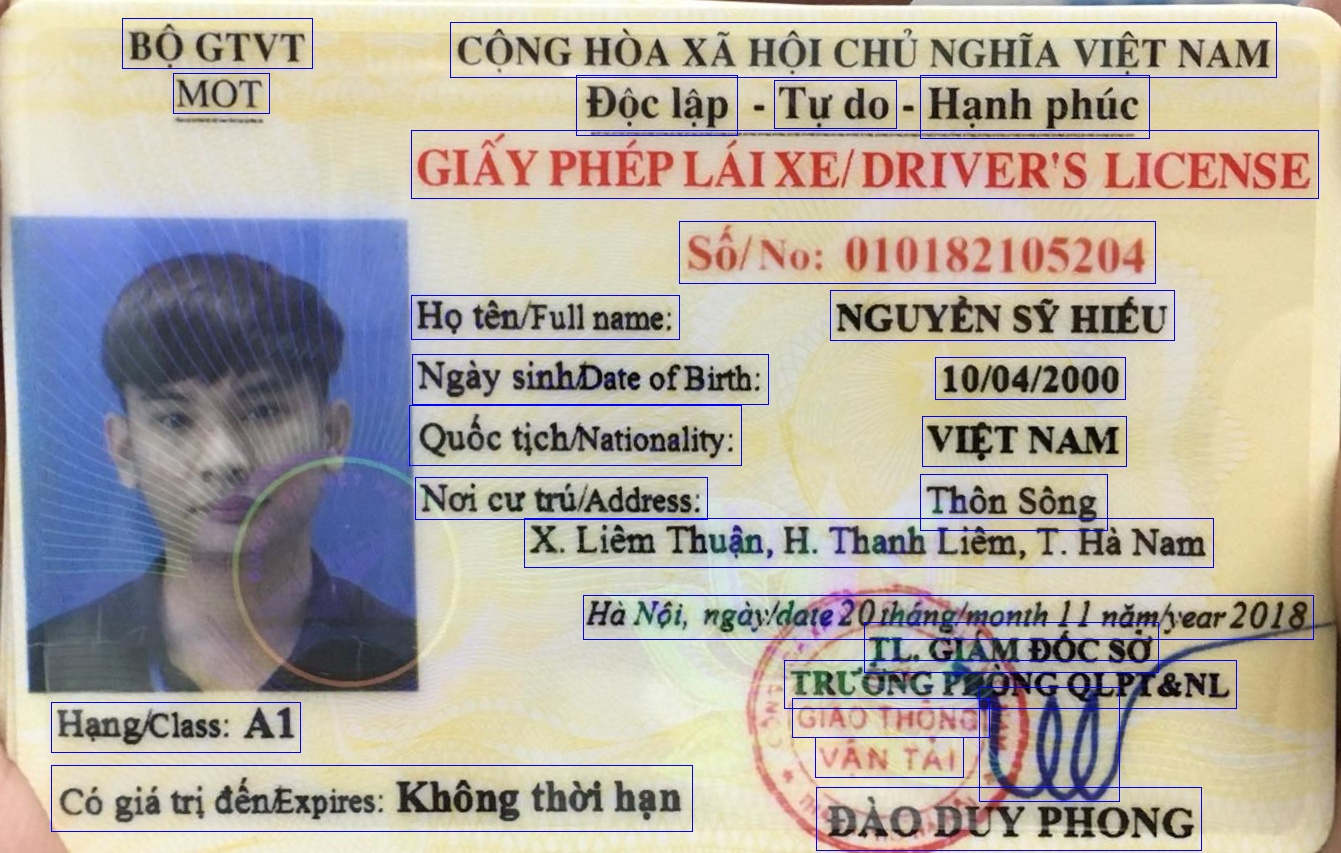 BỘ GTVT
MOT
CỘNG HÒA XÃ HỘI CHỦ NGHĨA VIỆT NAM
Độc lập - Tự do - Hạnh phúc
GIẤY PHÉP LÁI XE/ DRIVER'S LICENSE
Số/ No: 010182105204
Họ tên/Full name: NGUYỄN SỸ HIẾU
Ngày sinh/Date of Birth: 10/04/2000
Quốc tịch/Nationality: VIỆT NAM
Nơi cư trú/Address: Thôn Sông
X. Liêm Thuận, H. Thanh Liêm, T. Hà Nam
Hà Nội, ngày/date 20 tháng/month 11 năm/year 2018
TL. GIÁM ĐỐC SỞ
TRƯỞNG PHÒNG QLPT&NL
GIAO THÔNG
VẬN TẢI
Hạng/Class: A1
Có giá trị đến/Expires: Không thời hạn
ĐÀO DUY PHONG